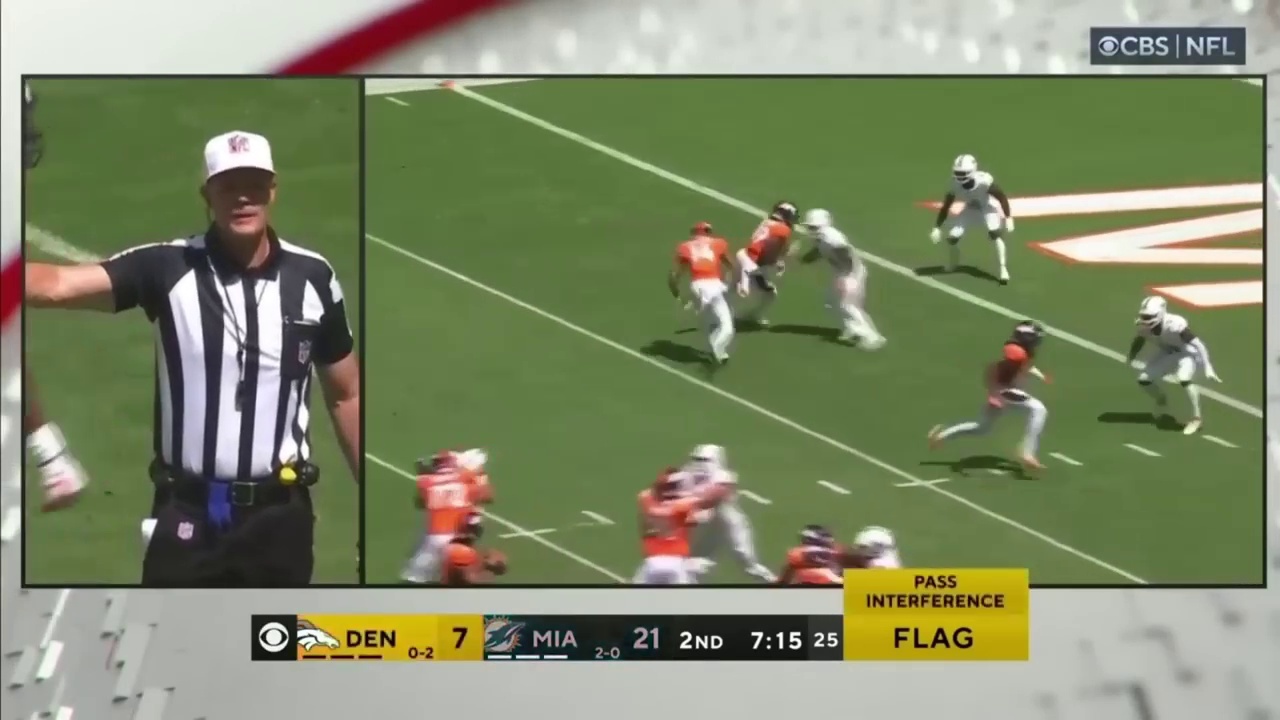 CBS | NFL
PASS
INTERFERENCE
FLAG
DEN 0-2 7 MIA 2-0 21 2ND 7:15 25